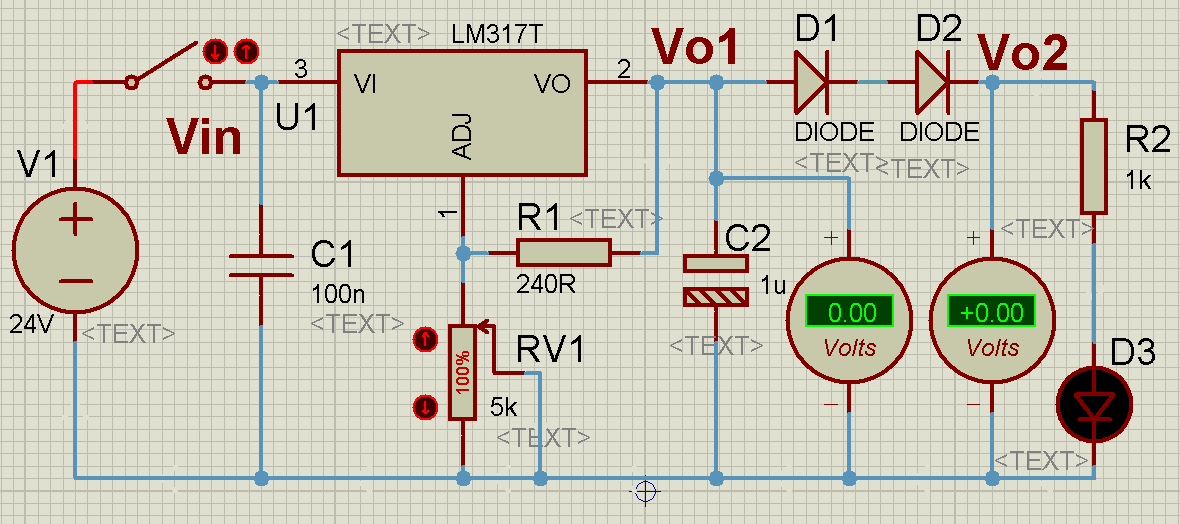 <TEXT>
LM317T
Vo1
D1
D2
Vo2
3
VI
VO
2
ADJ
1
U1
Vin
V1
24V
<TEXT>
C1
100n
<TEXT>
R1
<TEXT>
240R
100%
RV1
5k
<TEXT>
C2
1u
<TEXT>
DIODE
DIODE
<TEXT>
<TEXT>
R2
1k
<TEXT>
+
0.00
Volts
+
+0.00
Volts
D3
<TEXT>